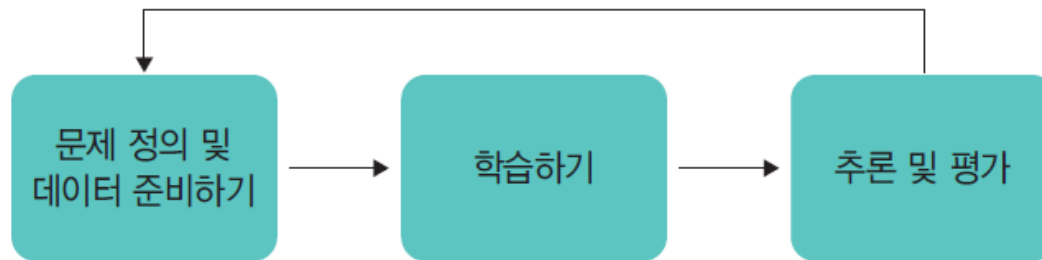 문제 정의 및
데이터 준비하기
학습하기
추론 및 평가